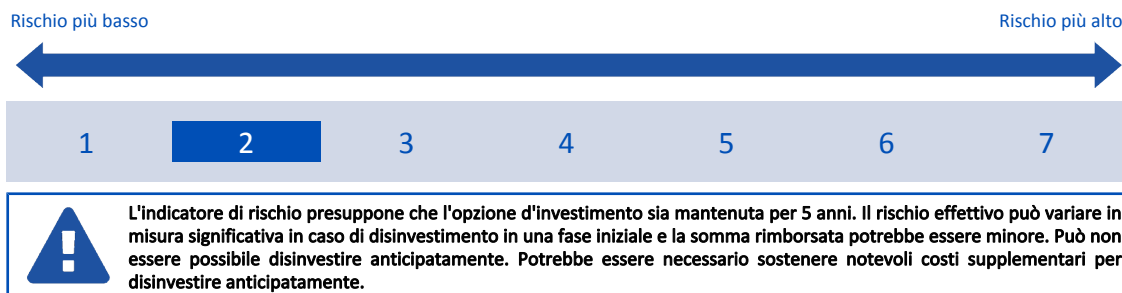 Rischio più basso Rischio più alto
1 2 3 4 5 6 7
L'indicatore di rischio presuppone che l'opzione d'investimento sia mantenuta per 5 anni. Il rischio effettivo può variare in
misura significativa in caso di disinvestimento in una fase iniziale e la somma rimborsata potrebbe essere minore. Può non
essere possibile disinvestire anticipatamente. Potrebbe essere necessario sostenere notevoli costi supplementari per
disinvestire anticipatamente.